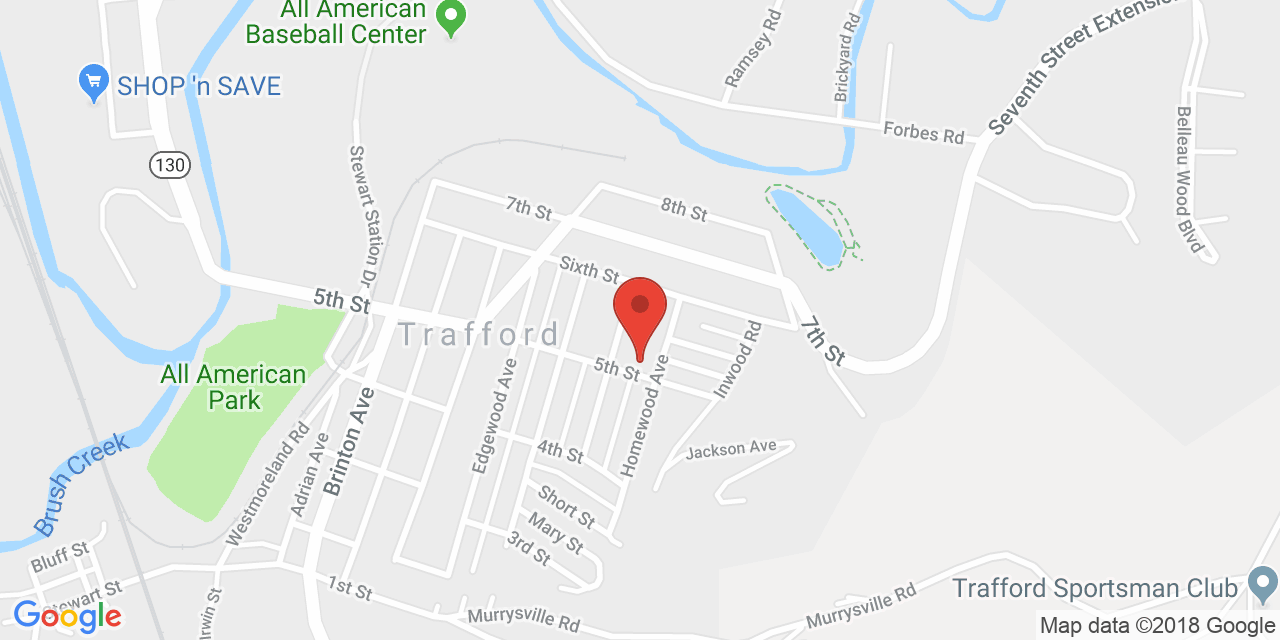 All American
Baseball Center
SHOP 'n SAVE
Ramsey Rd
Brickyard Rd
Seventh Street Extension
Forbes Rd
Belleau Wood Blvd
130
Stewart Station Dr
7th St
8th St
Sixth St
5th St
Trafford
7th St
Inwood Rd
5th St
All American
Park
Edgewood Ave
Homewood Ave
Brinton Ave
Westmoreland Rd
Adrian Ave
4th St
Jackson Ave
Brush Creek
Short St
Mary St
3rd St
Bluff St
Stewart St
1st St
Irwin St
Murrysville Rd
Murrysville Rd
Trafford Sportsman Club
Google
Map data ©2018 Google